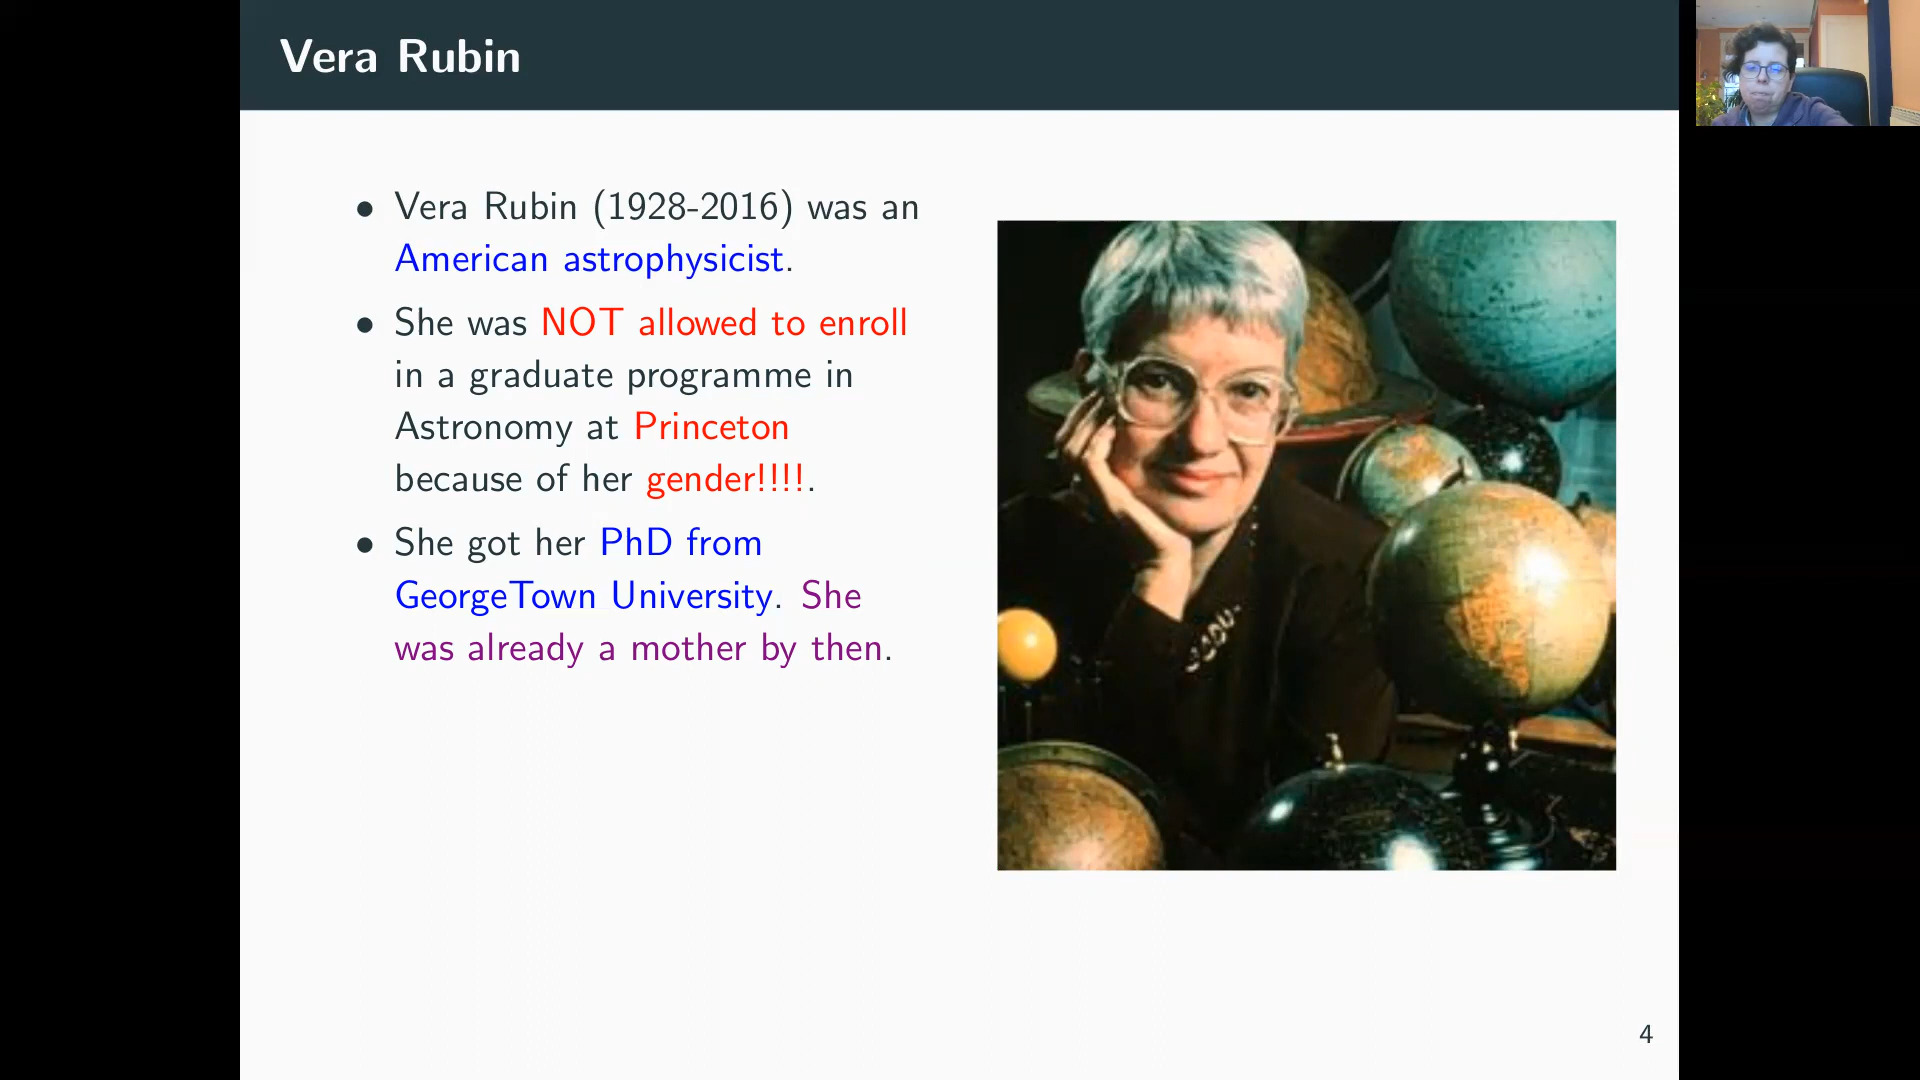 Vera Rubin
• Vera Rubin (1928-2016) was an
American astrophysicist.
• She was NOT allowed to enroll
in a graduate programme in
Astronomy at Princeton
because of her gender!!!!.
• She got her PhD from
GeorgeTown University. She
was already a mother by then.
4